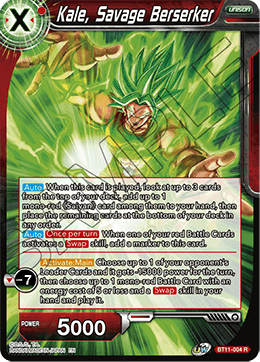 X
Kale, Savage Berserker
UNISON
Auto When this card is played, look at up to 3 cards
from the top of your deck, add up to 1
mono-red ‹Saiyan› card among them to your hand, then
place the remaining cards at the bottom of your deck in
any order.
Auto Once per turn When one of your red Battle Cards
activates a Swap skill, add a marker to this card.
-7
Activate:Main Choose up to 1 of your opponent's
Leader Cards and it gets -15000 power for the turn,
then choose up to 1 mono-red Battle Card with an
energy cost of 5 or less and a Swap skill in your
hand and play it.
POWER
5000
BT11-004 R